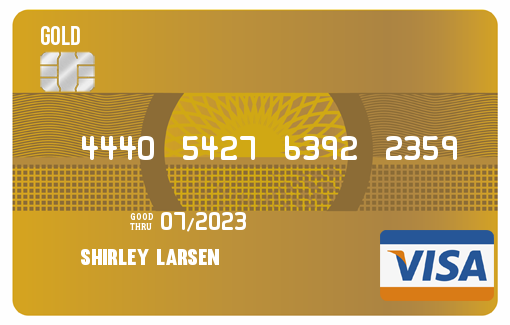 GOLD
4440 5427 6392 2359
GOOD THRU 07/2023
SHIRLEY LARSEN
VISA